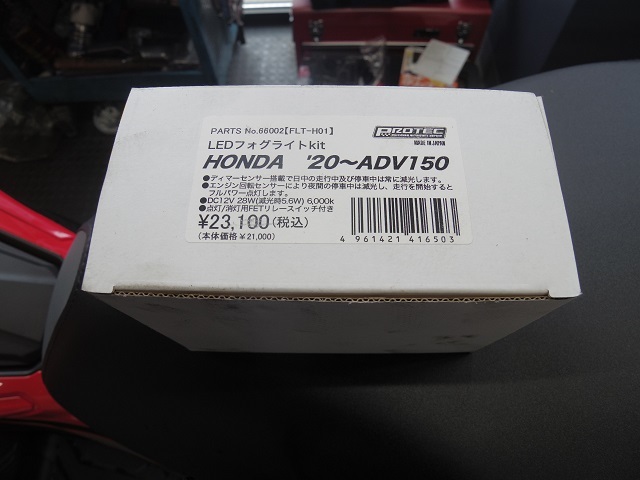 PARTS No.66002【FLT-H01】
PROTEC
MADE IN JAPAN
LEDフォグライトkit
HONDA '20～ADV150
●ディマーセンサー搭載で日中の走行中及び停車中は常に減光します。
●エンジン回転センサーにより夜間の停車中は減光し、走行を開始すると
フルパワー点灯します。
●DC12V 28W(減光時5.6W) 6,000k
●点灯/消灯用FETリレースイッチ付き
¥23,100(税込)
(本体価格¥21,000)
4 961421 416503